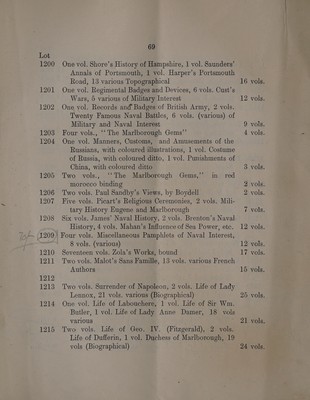 69
Lot
1200 One vol. Shore's History of Hampshire, 1 vol. Saunders'
Annals of Portsmouth, 1 vol. Harper's Portsmouth
Road, 13 various Topographical 16 vols.
1201 One vol. Regimental Badges and Devices, 6 vols. Cust's
Wars, 5 various of Military Interest 12 vols.
1202 One vol. Records and Badges of British Army, 2 vols.
Twenty Famous Naval Battles, 6 vols. (various) of
Military and Naval Interest 9 vols.
1203 Four vols., "The Marlborough Gems" 4 vols.
1204 One vol. Manners, Customs, and Amusements of the
Russians, with coloured illustrations, 1 vol. Costume
of Russia, with coloured ditto, 1 vol. Punishments of
China, with coloured ditto 3 vols.
1205 Two vols., "The Marlborough Gems," in red
morocco binding 2 vols.
1206 Two vols. Paul Sandby's Views, by Boydell 2 vols.
1207 Five vols. Picart's Religious Ceremonies, 2 vols. Mili-
tary History Eugene and Marlborough 7 vols.
1208 Six vols. James' Naval History, 2 vols. Brenton's Naval
History, 4 vols. Mahan's Influence of Sea Power, etc. 12 vols.
1209 Four vols. Miscellaneous Pamphlets of Naval Interest,
8 vols. (various) 12 vols.
1210 Seventeen vols. Zola's Works, bound 17 vols.
1211 Two vols. Malot's Sans Famille, 13 vols. various French
Authors 15 vols.
1212
1213 Two vols. Surrender of Napoleon, 2 vols. Life of Lady
Lennox, 21 vols. various (Biographical) 25 vols.
1214 One vol. Life of Labouchere, 1 vol. Life of Sir Wm.
Butler, 1 vol. Life of Lady Anne Damer, 18 vols
various 21 vols.
1215 Two vols. Life of Geo. IV. (Fitzgerald), 2 vols.
Life of Dufferin, 1 vol. Duchess of Marlborough, 19
vols (Biographical) 24 vols.